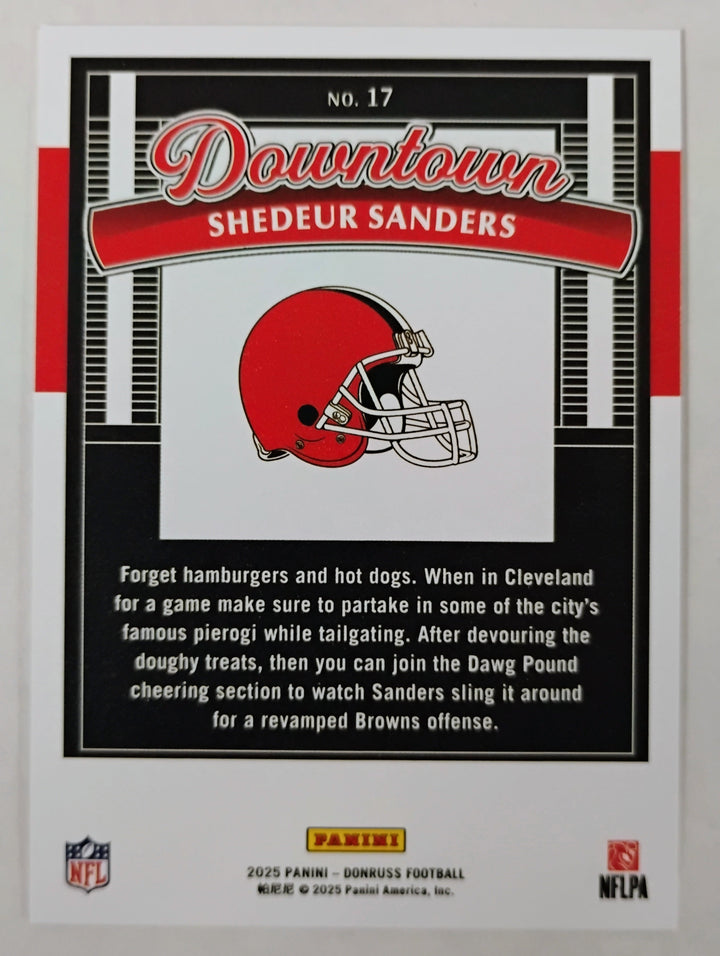 NO. 17
Downtown
SHEDEUR SANDERS
Forget hamburgers and hot dogs. When in Cleveland
for a game make sure to partake in some of the city's
famous pierogi while tailgating. After devouring the
doughy treats, then you can join the Dawg Pound
cheering section to watch Sanders sling it around
for a revamped Browns offense.
PANINI
NFL
2025 PANINI – DONRUSS FOOTBALL
帕尼尼 © 2025 Panini America, Inc.
NFLPA